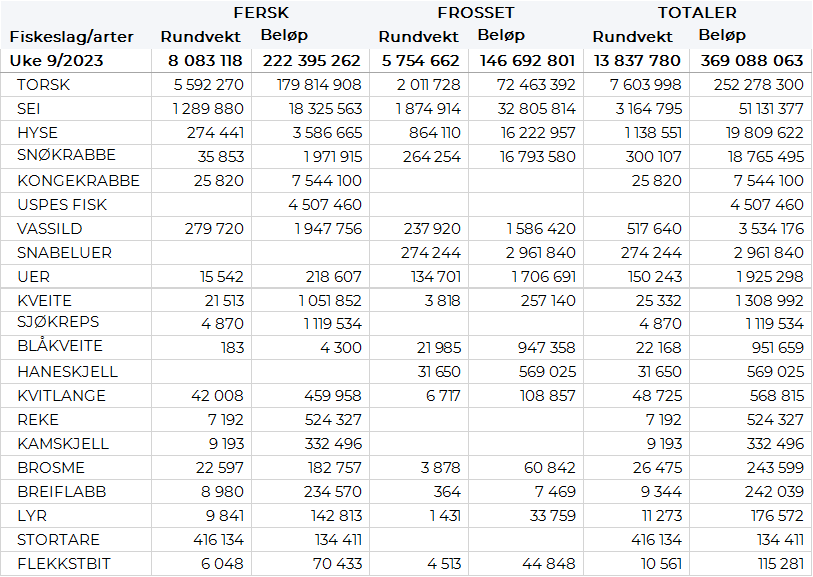 FERSK FROSSET TOTALER
Fiskeslag/arter Rundvekt Beløp Rundvekt Beløp Rundvekt Beløp
Uke 9/2023 8 083 118 222 395 262 5 754 662 146 692 801 13 837 780 369 088 063
TORSK 5 592 270 179 814 908 2 011 728 72 463 392 7 603 998 252 278 300
SEI 1 289 880 18 325 563 1 874 914 32 805 814 3 164 795 51 131 377
HYSE 274 441 3 586 665 864 110 16 222 957 1 138 551 19 809 622
SNØKRABBE 35 853 1 971 915 264 254 16 793 580 300 107 18 765 495
KONGEKRABBE 25 820 7 544 100 25 820 7 544 100
USPES FISK 4 507 460 4 507 460
VASSILD 279 720 1 947 756 237 920 1 586 420 517 640 3 534 176
SNABELUER 274 244 2 961 840 274 244 2 961 840
UER 15 542 218 607 134 701 1 706 691 150 243 1 925 298
KVEITE 21 513 1 051 852 3 818 257 140 25 332 1 308 992
SJØKREPS 4 870 1 119 534 4 870 1 119 534
BLÅKVEITE 183 4 300 21 985 947 358 22 168 951 659
HANESKJELL 31 650 569 025 31 650 569 025
KVITLANGE 42 008 459 958 6 717 108 857 48 725 568 815
REKE 7 192 524 327 7 192 524 327
KAMSKJELL 9 193 332 496 9 193 332 496
BROSME 22 597 182 757 3 878 60 842 26 475 243 599
BREIFLABB 8 980 234 570 364 7 469 9 344 242 039
LYR 9 841 142 813 1 431 33 759 11 273 176 572
STORTARE 416 134 134 411 416 134 134 411
FLEKKSTBIT 6 048 70 433 4 513 44 848 10 561 115 281